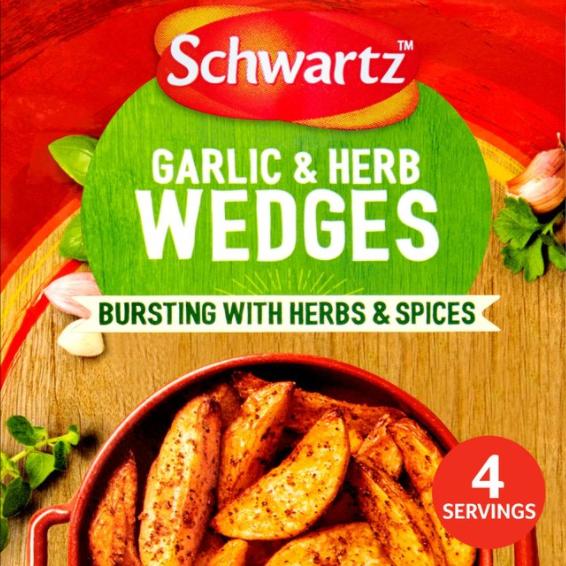 Schwartz™
GARLIC & HERB
WEDGES
BURSTING WITH HERBS & SPICES
4
SERVINGS